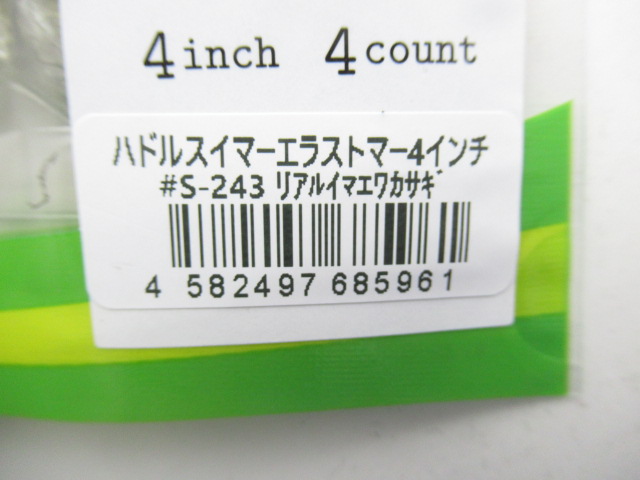 4inch 4count
ハドルスイマーエラストマー4インチ
#S-243 ﾘｱﾙｲﾏｴﾜｶｻｷﾞ
4 582497 685961